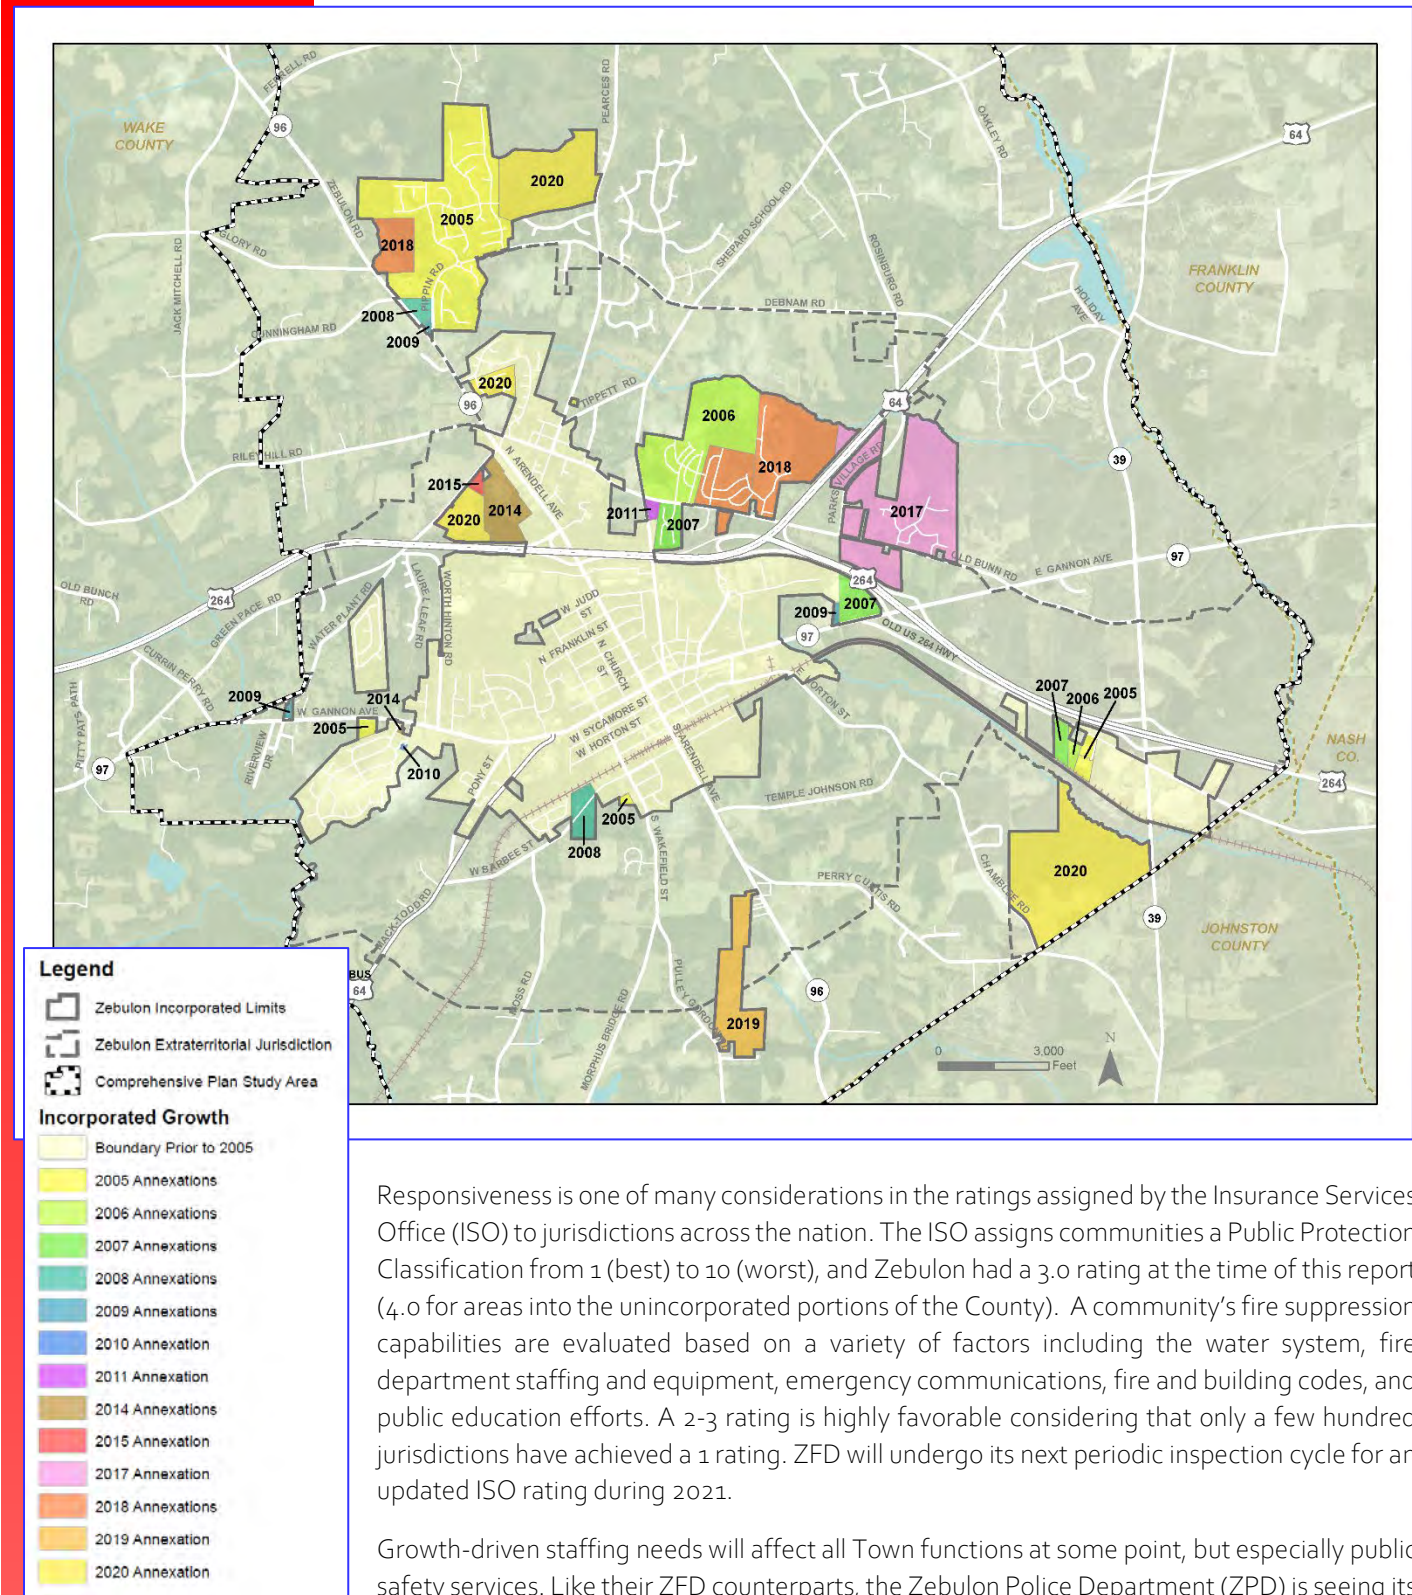 FERRELL RD
PEARCES RD
OAKLEY RD
64
WAKE
COUNTY
96
ZEBULON RD
2020
2005
SHEPARD SCHOOL RD
ROSINBURG RD
JACK MITCHELL RD
GLORY RD
2018
PIPPIN RD
FRANKLIN
COUNTY
HOLIDAY
AVE
DEBNAM RD
2008
2009
DUNNINGHAM RD
2020
96
TIPPETT RD
64
2006
RILEY HILL RD
N ARENDELL AVE
2018
PARKS VILLAGE RD
39
2015
2020
2014
2011
2007
2017
OLD BUNN RD
E GANNON AVE
97
OLD BUNCH
RD
264
GREEN PACE RD
WATER PLANT RD
LAUREL LEAF RD
WORTH HINTON RD
W JUDD
ST
N FRANKLIN ST
N CHURCH
ST
264
2009
2007
97
OLD US 264 HWY
CURRIN PERRY RD
PITTY PATS PATH
2009
W GANNON AVE
2014
2005
RIVERVIEW
DR
2010
97
W SYCAMORE ST
W HORTON ST
S ARENDELL AVE
E HORTON ST
2007
2006
2005
NASH
CO.
264
PONY ST
TEMPLE JOHNSON RD
2005
2008
W BARBEE ST
S WAKEFIELD ST
PERRY CURTIS RD
CHAMBLEE RD
2020
39
JOHNSTON
COUNTY
MACK TODD RD
BUS
64
MOSS RD
MORPHUS BRIDGE RD
PULLEY GORDON
96
2019
0
3,000
Feet
N
Legend
Zebulon Incorporated Limits
Zebulon Extraterritorial Jurisdiction
Comprehensive Plan Study Area
Incorporated Growth
Boundary Prior to 2005
2005 Annexations
2006 Annexations
2007 Annexations
2008 Annexations
2009 Annexations
2010 Annexation
2011 Annexation
2014 Annexations
2015 Annexation
2017 Annexation
2018 Annexations
2019 Annexation
2020 Annexation
Responsiveness is one of many considerations in the ratings assigned by the Insurance Services
Office (ISO) to jurisdictions across the nation. The ISO assigns communities a Public Protection
Classification from 1 (best) to 10 (worst), and Zebulon had a 3.0 rating at the time of this report
(4.0 for areas into the unincorporated portions of the County). A community's fire suppression
capabilities are evaluated based on a variety of factors including the water system, fire
department staffing and equipment, emergency communications, fire and building codes, and
public education efforts. A 2-3 rating is highly favorable considering that only a few hundred
jurisdictions have achieved a 1 rating. ZFD will undergo its next periodic inspection cycle for an
updated ISO rating during 2021.
Growth-driven staffing needs will affect all Town functions at some point, but especially public
safety services. Like their ZFD counterparts, the Zebulon Police Department (ZPD) is seeing its